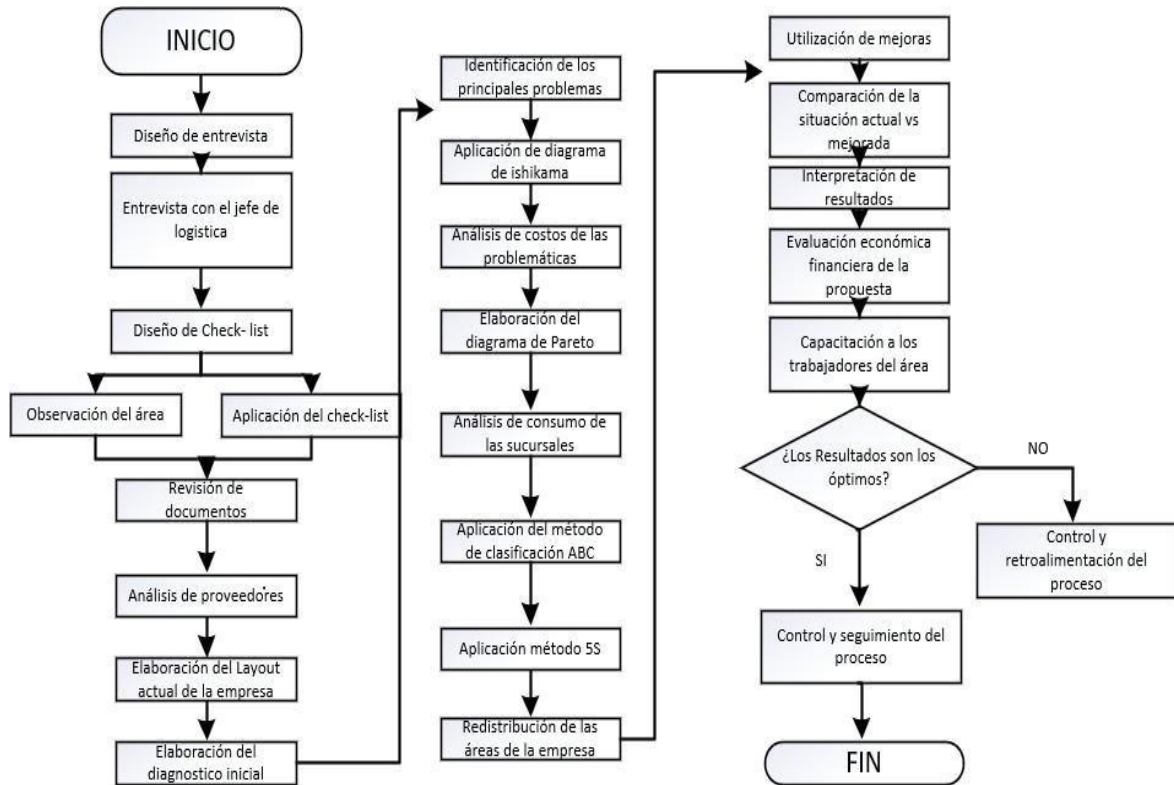 INICIO
Diseño de entrevista
Entrevista con el jefe de
logistica
Diseño de Check- list
Observación del área
Aplicación del check-list
Revisión de
documentos
Análisis de proveedores
Elaboración del Layout
actual de la empresa
Elaboración del
diagnostico inicial
Identificación de los
principales problemas
Aplicación de diagrama
de ishikama
Análisis de costos de las
problemáticas
Elaboración del
diagrama de Pareto
Análisis de consumo de
las sucursales
Aplicación del método
de clasificación ABC
Aplicación método 5S
Redistribución de las
áreas de la empresa
Utilización de mejoras
Comparación de la
situación actual vs
mejorada
Interpretación de
resultados
Evaluación económica
financiera de la
propuesta
Capacitación a los
trabajadores del área
¿Los Resultados son los
óptimos?
NO
Control y
retroalimentación del
proceso
SI
Control y seguimiento del
proceso
FIN